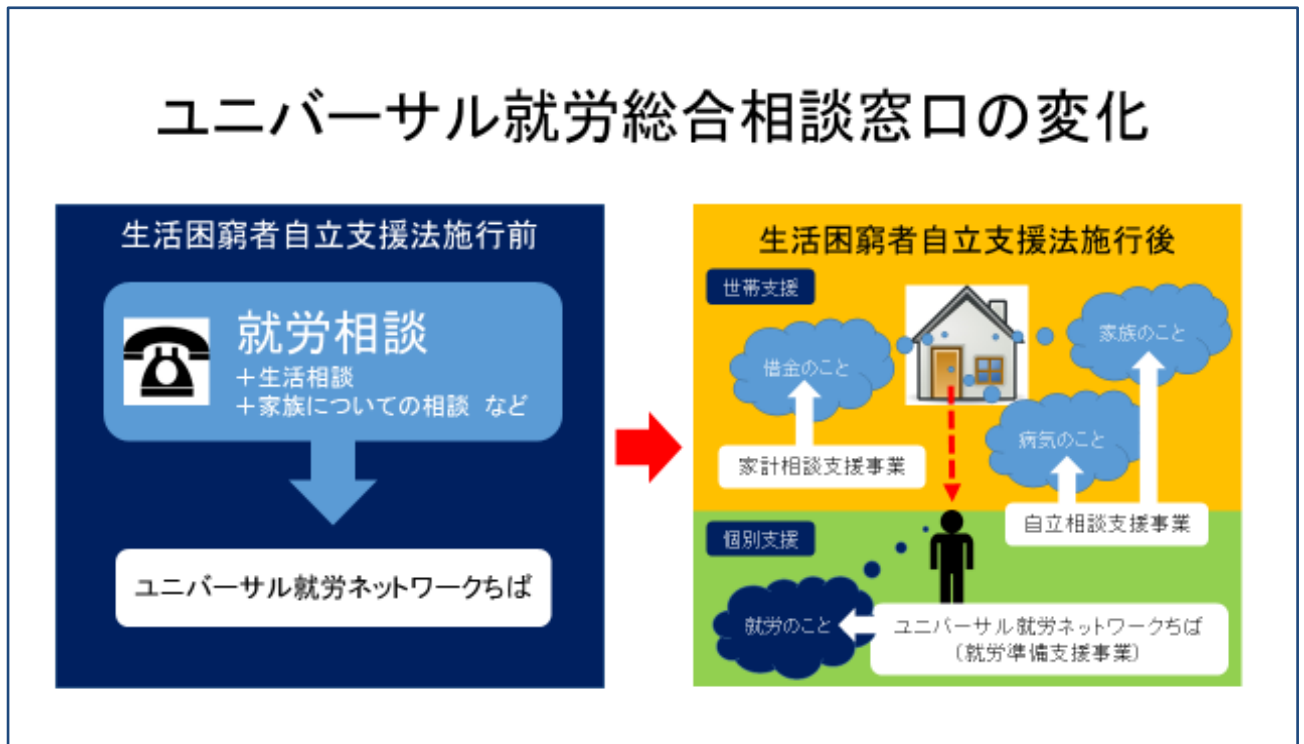 ユニバーサル就労総合相談窓口の変化
生活困窮者自立支援法施行前
就労相談
＋生活相談
＋家族についての相談 など
ユニバーサル就労ネットワークちば
生活困窮者自立支援法施行後
世帯支援
借金のこと
家族のこと
病気のこと
家計相談支援事業
自立相談支援事業
個別支援
就労のこと
ユニバーサル就労ネットワークちば
（就労準備支援事業）